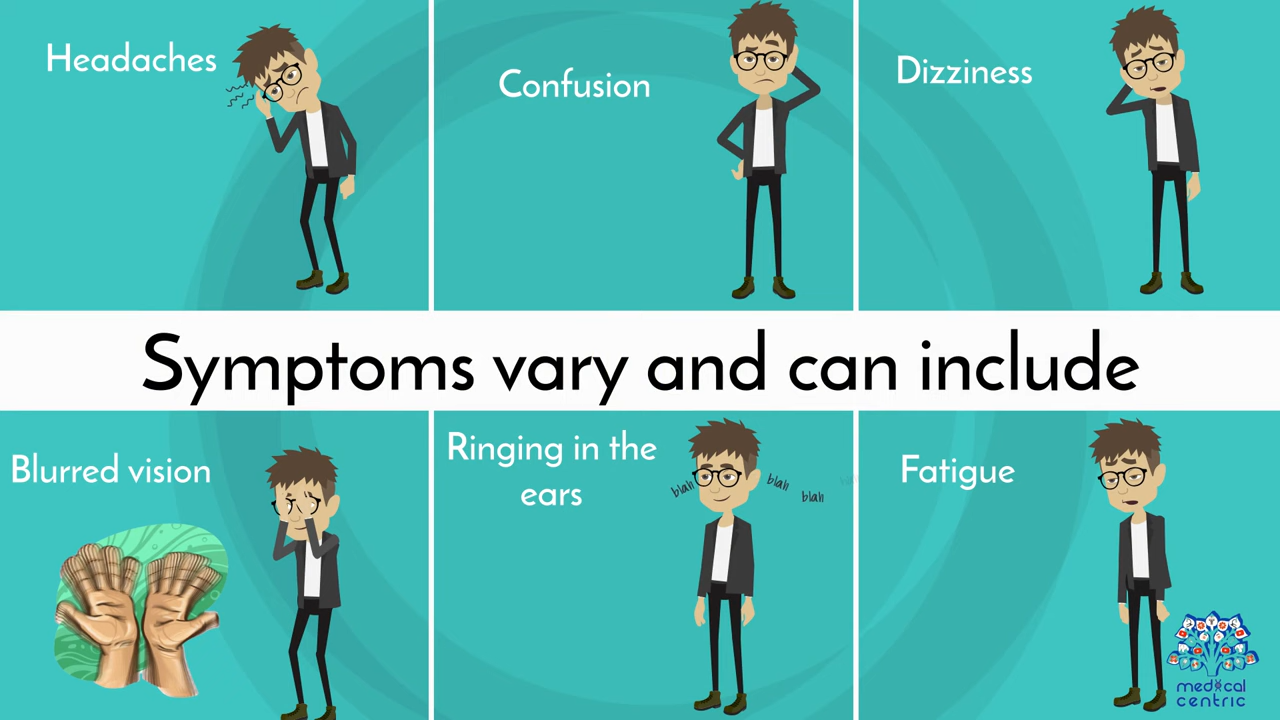 Headaches
Confusion
Dizziness
Symptoms vary and can include
Blurred vision
Ringing in the
ears
blah
blah
blah
Fatigue
medical
centric